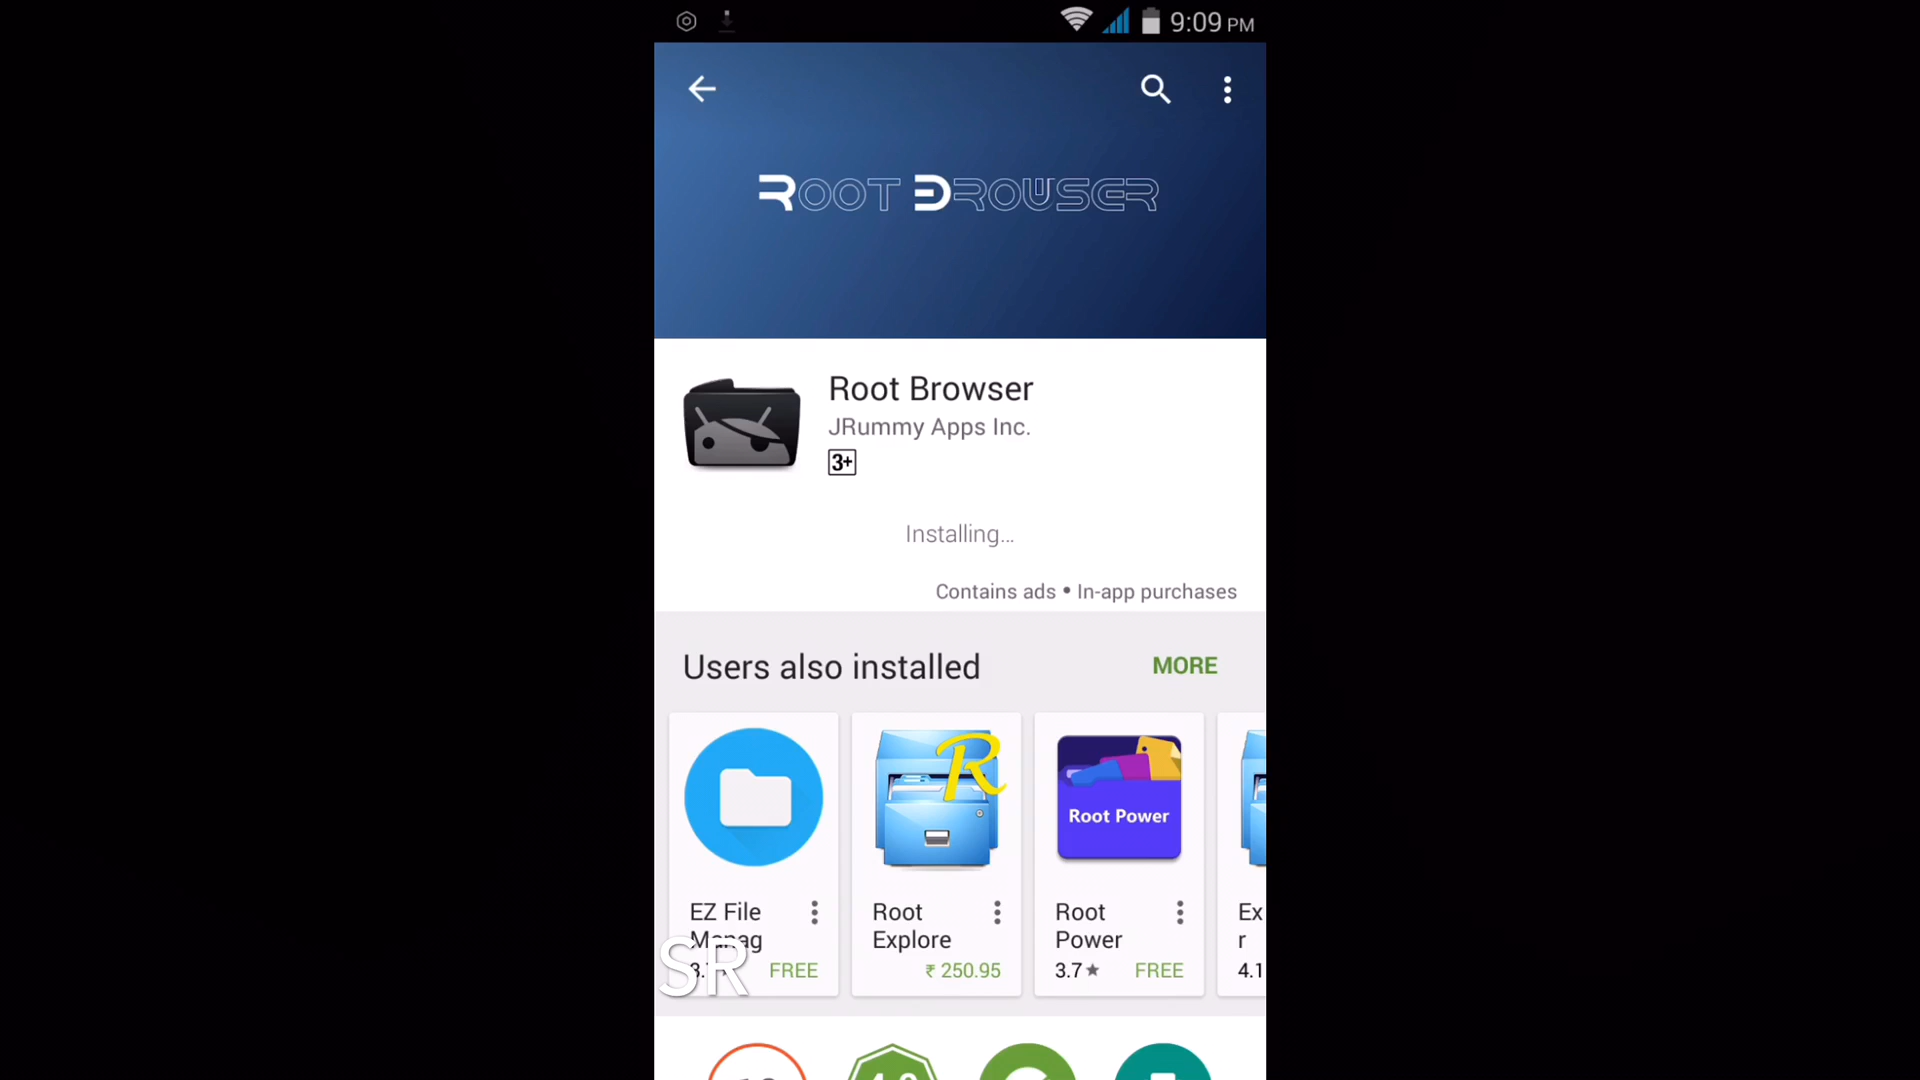 9:09 PM
ROOT BROWSER
Root Browser
JRummy Apps Inc.
3+
Installing...
Contains ads • In-app purchases
Users also installed
MORE
Root Power
EZ File
Manag
FREE
Root
Explore
₹ 250.95
Root
Power
3.7★ FREE
Ex
r
4.1
SR